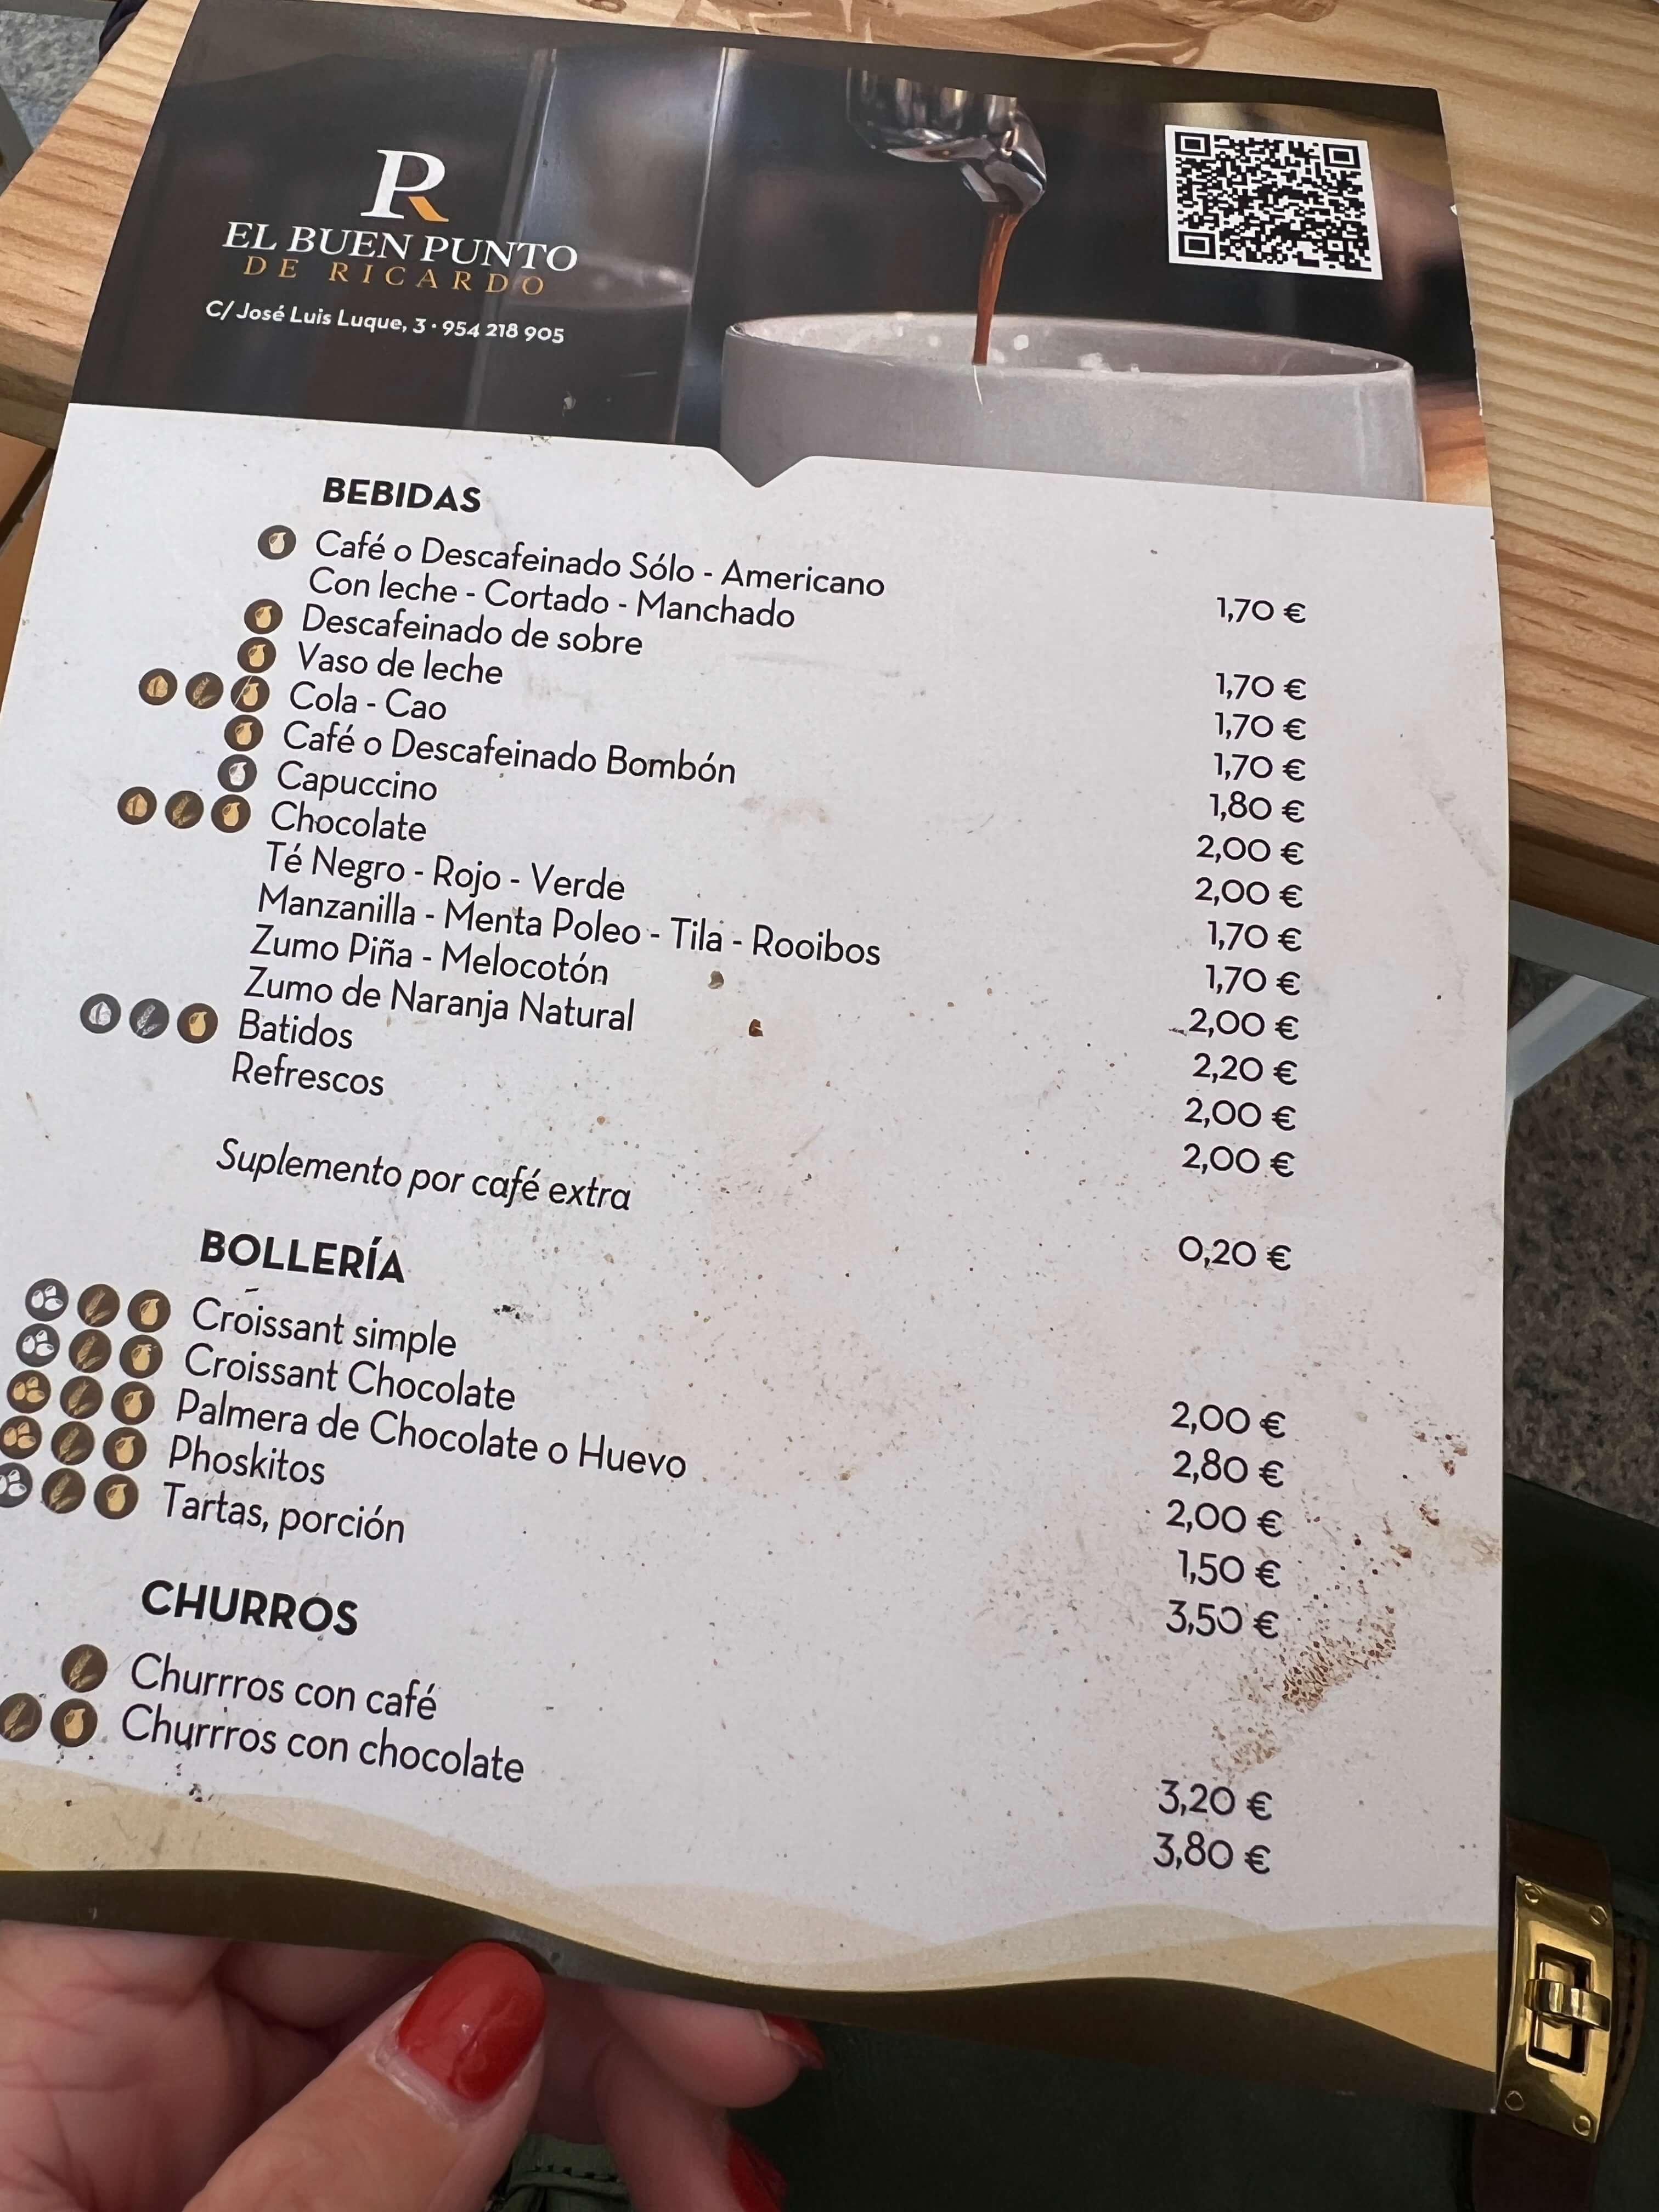 R
EL BUEN PUNTO
DE RICARDO
C/ José Luis Luque, 3 · 954 218 905
BEBIDAS
Café o Descafeinado Sólo - Americano
Con leche - Cortado - Manchado 1,70 €
Descafeinado de sobre 1,70 €
Vaso de leche 1,70 €
Cola - Cao 1,70 €
Café o Descafeinado Bombón 1,80 €
Capuccino 2,00 €
Chocolate 2,00 €
Té Negro - Rojo - Verde 1,70 €
Manzanilla - Menta Poleo - Tila - Rooibos 1,70 €
Zumo Piña - Melocotón 2,00 €
Zumo de Naranja Natural 2,20 €
Batidos 2,00 €
Refrescos 2,00 €
Suplemento por café extra 0,20 €
BOLLERÍA
Croissant simple 2,00 €
Croissant Chocolate 2,80 €
Palmera de Chocolate o Huevo 2,00 €
Phoskitos 1,50 €
Tartas, porción 3,50 €
CHURROS
Churrros con café 3,20 €
Churrros con chocolate 3,80 €